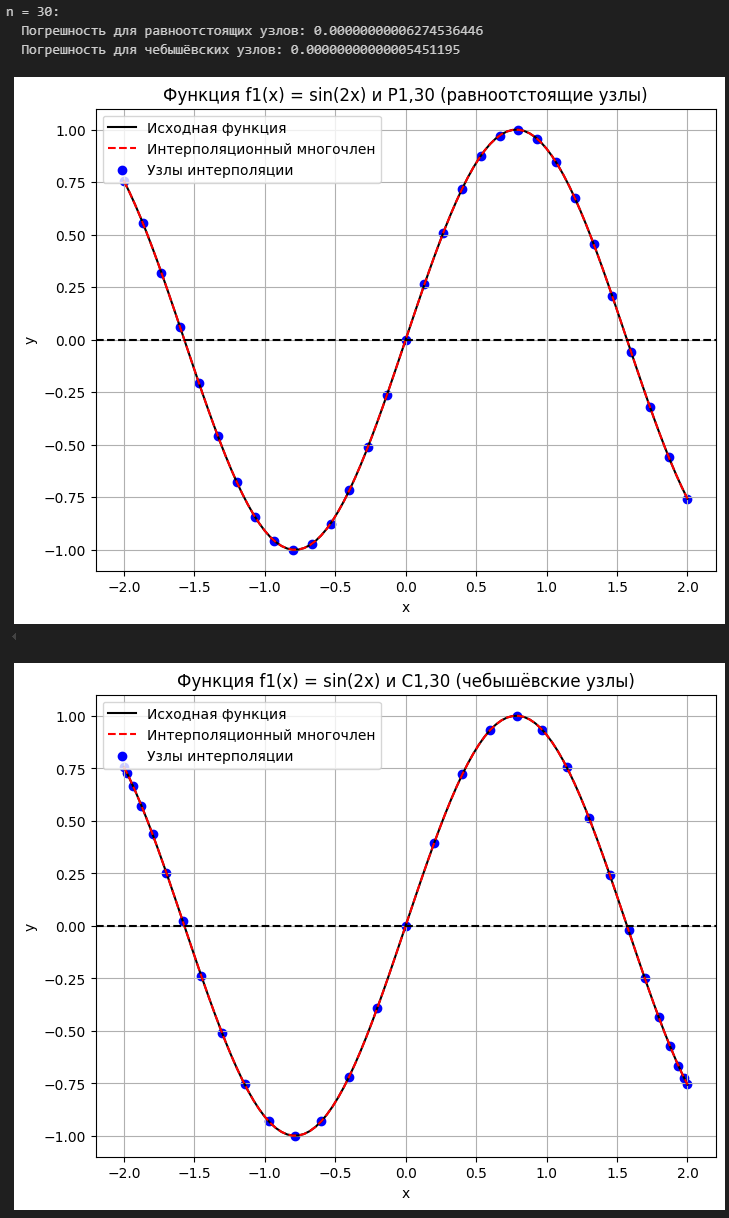 n = 30:
Погрешность для равноотстоящих узлов: 0.00000000006274536446
Погрешность для чебышёвских узлов: 0.00000000000005451195
Функция f1(x) = sin(2x) и P1,30 (равноотстоящие узлы)
Исходная функция
Интерполяционный многочлен
Узлы интерполяции
1.00
0.75
0.50
0.25
0.00
−0.25
−0.50
−0.75
−1.00
y
−2.0 −1.5 −1.0 −0.5 0.0 0.5 1.0 1.5 2.0
x
Функция f1(x) = sin(2x) и C1,30 (чебышёвские узлы)
Исходная функция
Интерполяционный многочлен
Узлы интерполяции
1.00
0.75
0.50
0.25
0.00
−0.25
−0.50
−0.75
−1.00
y
−2.0 −1.5 −1.0 −0.5 0.0 0.5 1.0 1.5 2.0
x